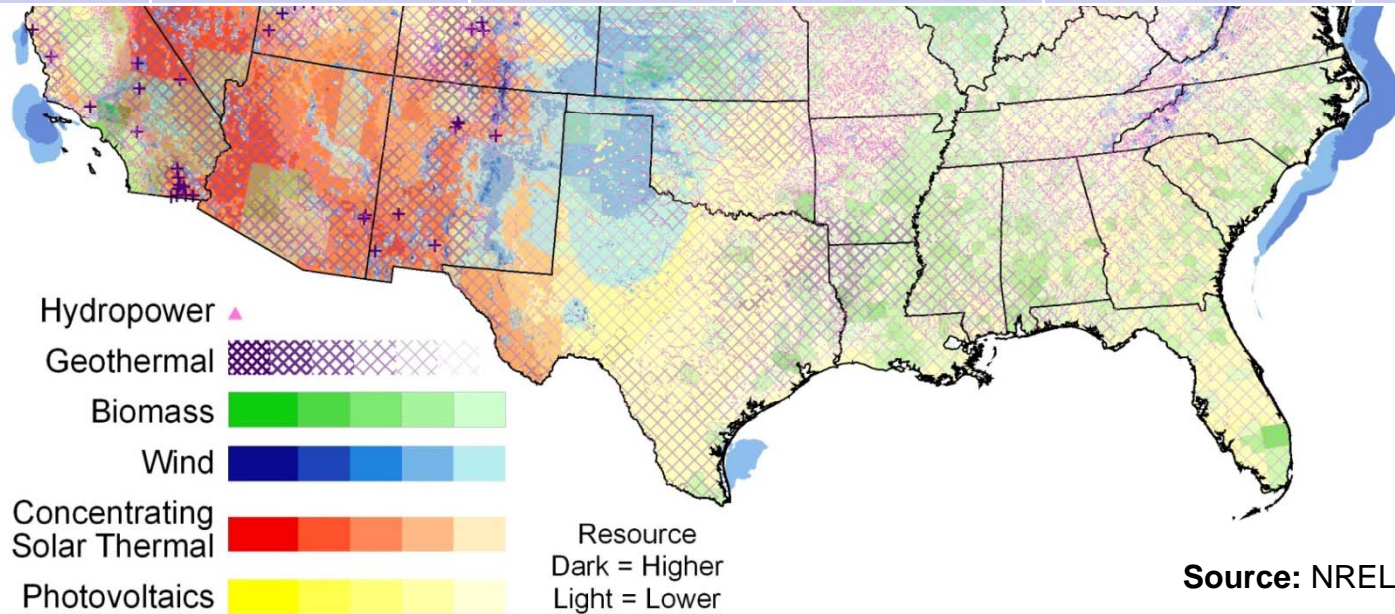 Hydropower
Geothermal
Biomass
Wind
Concentrating
Solar Thermal
Photovoltaics
Resource
Dark = Higher
Light = Lower
Source: NREL